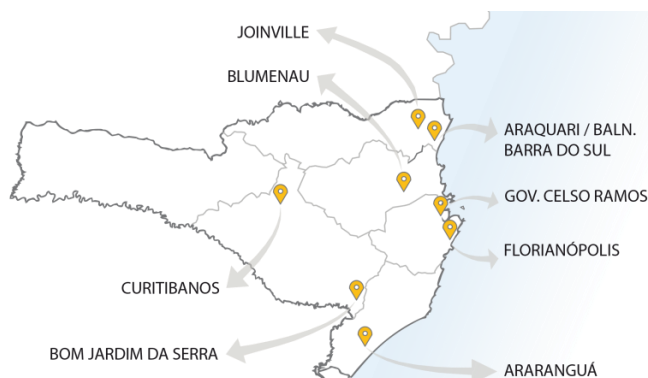 JOINVILLE
BLUMENAU
ARAQUARI / BALN.
BARRA DO SUL
GOV. CELSO RAMOS
FLORIANÓPOLIS
CURITIBANOS
BOM JARDIM DA SERRA
ARARANGUÁ